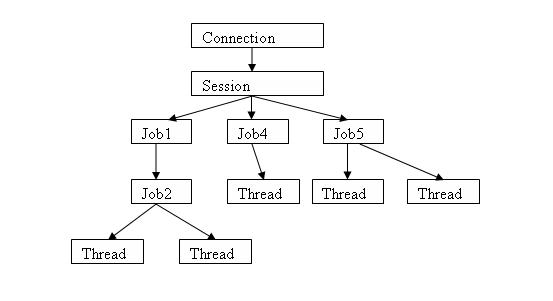 Connection
Session
Job1
Job4
Job5
Job2
Thread
Thread
Thread
Thread
Thread